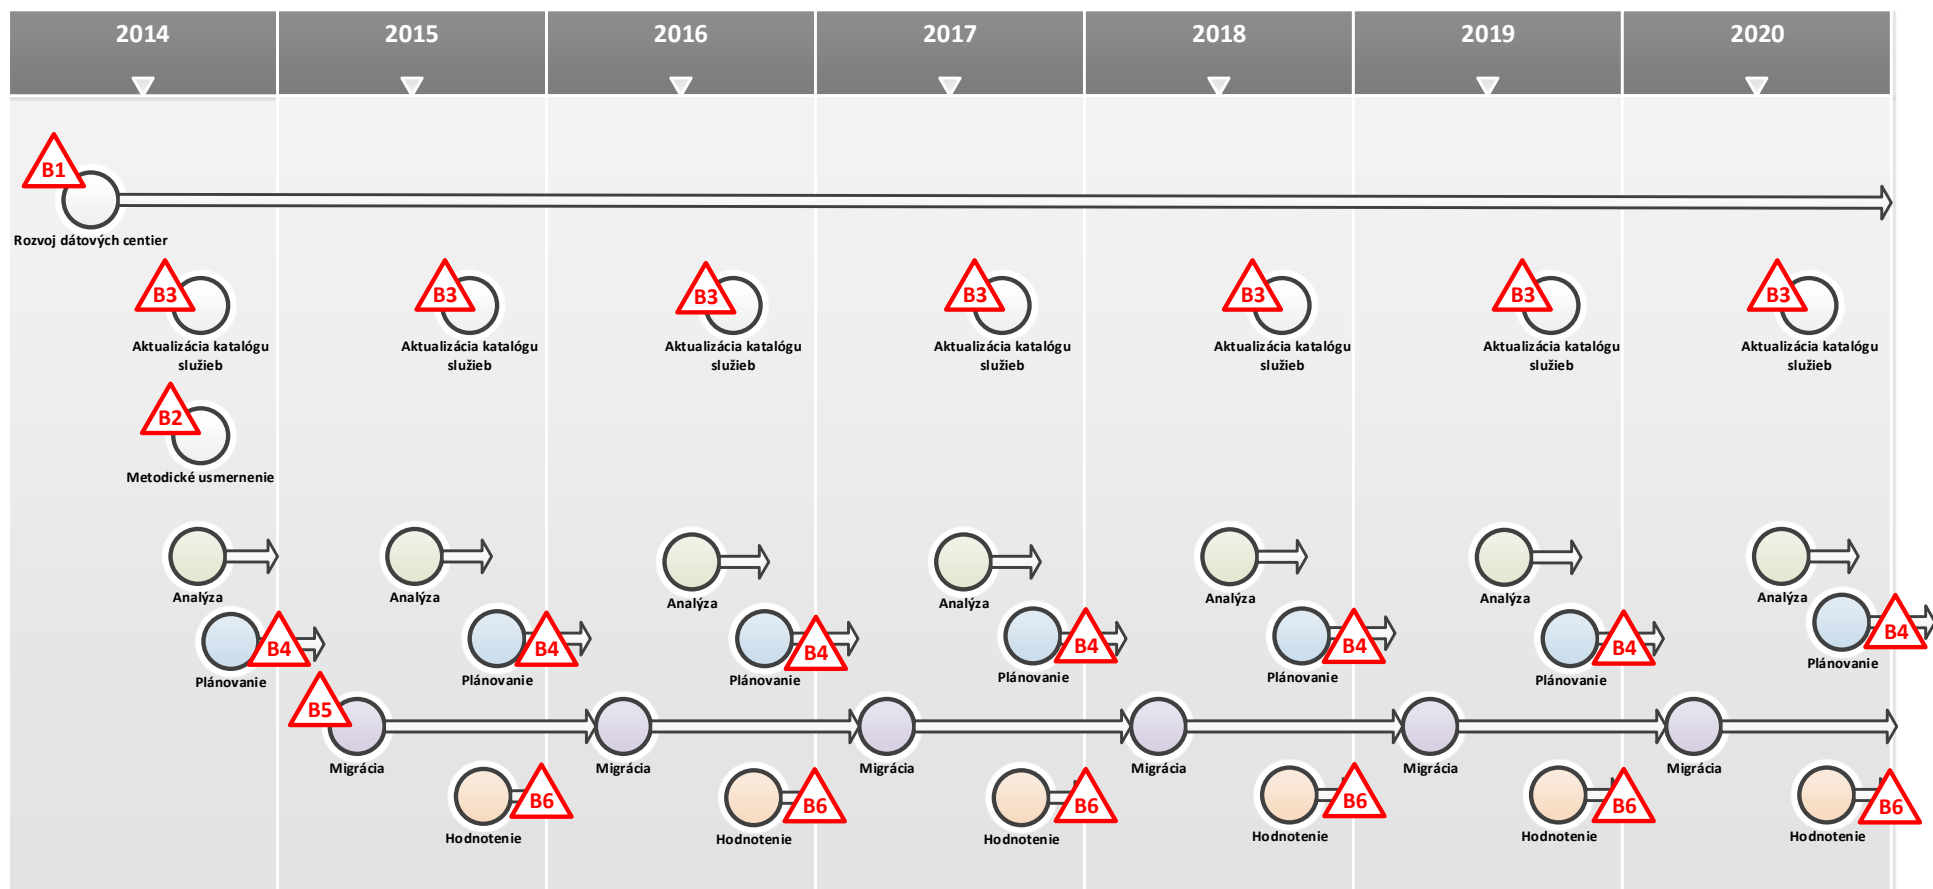 2014
2015
2016
2017
2018
2019
2020
B1
Rozvoj dátových centier
B3
B3
B3
B3
B3
B3
B3
Aktualizácia katalógu
služieb
Aktualizácia katalógu
služieb
Aktualizácia katalógu
služieb
Aktualizácia katalógu
služieb
Aktualizácia katalógu
služieb
Aktualizácia katalógu
služieb
Aktualizácia katalógu
služieb
B2
Metodické usmernenie
Analýza
Analýza
Analýza
Analýza
Analýza
Analýza
Analýza
B4
B4
B4
B4
B4
B4
B4
Plánovanie
Plánovanie
Plánovanie
Plánovanie
Plánovanie
Plánovanie
Plánovanie
B5
Migrácia
Migrácia
Migrácia
Migrácia
Migrácia
Migrácia
B6
B6
B6
B6
B6
B6
Hodnotenie
Hodnotenie
Hodnotenie
Hodnotenie
Hodnotenie
Hodnotenie